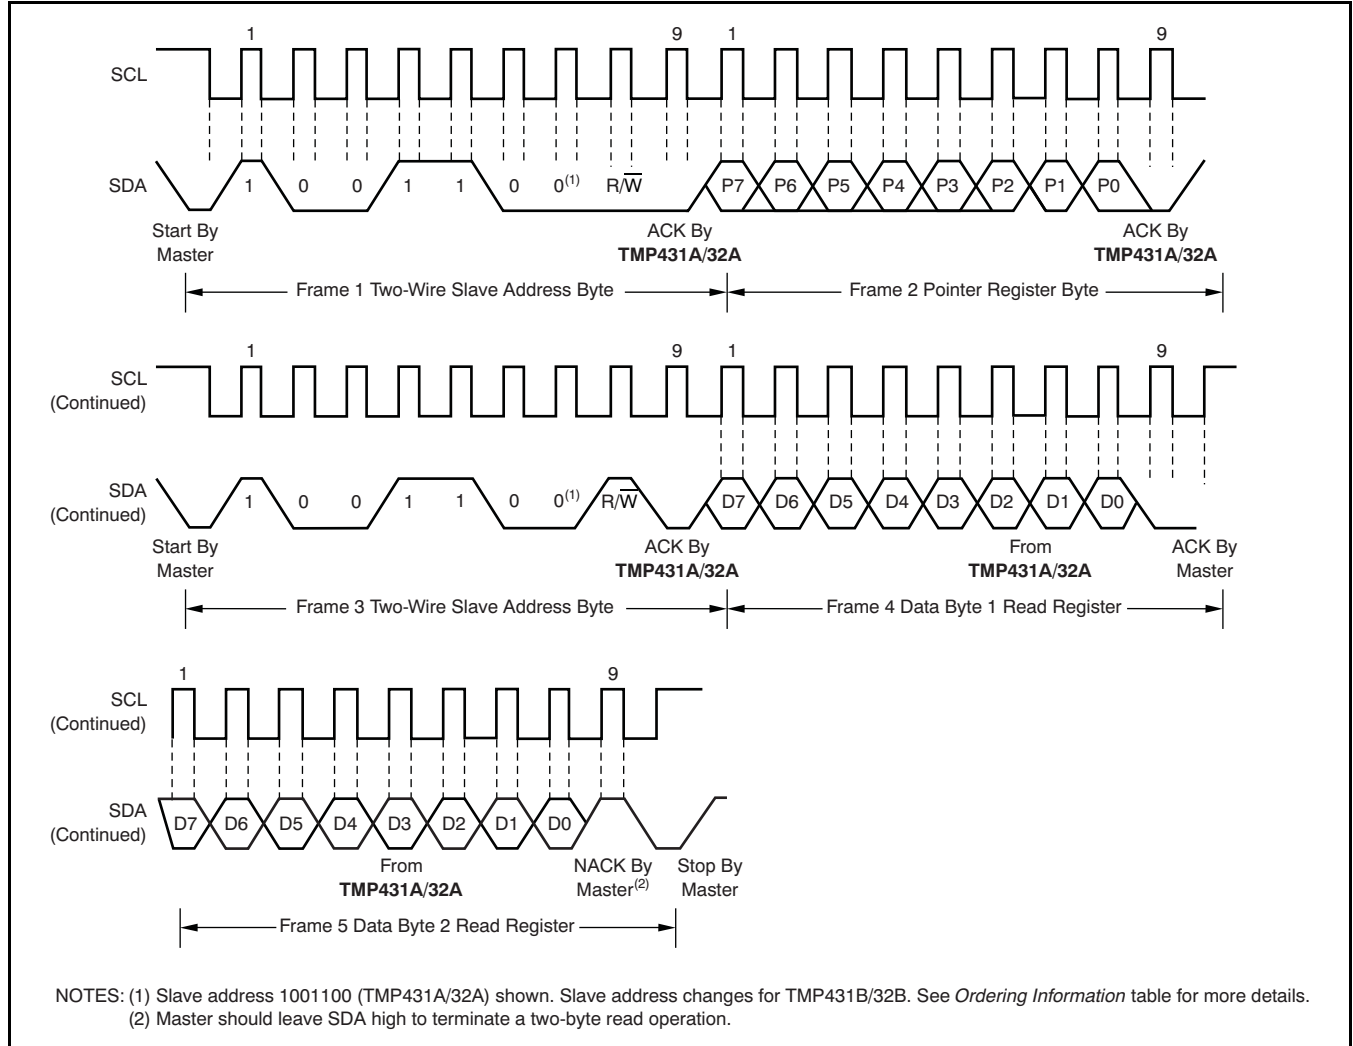 1 9 1 9
SCL
SDA 1 0 0 1 1 0 0(1) R/W̅ P7 P6 P5 P4 P3 P2 P1 P0
Start By ACK By ACK By
Master TMP431A/32A TMP431A/32A
Frame 1 Two-Wire Slave Address Byte Frame 2 Pointer Register Byte
1 9 1 9
SCL
(Continued)
SDA
(Continued) 1 0 0 1 1 0 0(1) R/W̅ D7 D6 D5 D4 D3 D2 D1 D0
Start By ACK By From ACK By
Master TMP431A/32A TMP431A/32A Master
Frame 3 Two-Wire Slave Address Byte Frame 4 Data Byte 1 Read Register
1 9
SCL
(Continued)
SDA
(Continued) D7 D6 D5 D4 D3 D2 D1 D0
From NACK By Stop By
TMP431A/32A Master(2) Master
Frame 5 Data Byte 2 Read Register
NOTES: (1) Slave address 1001100 (TMP431A/32A) shown. Slave address changes for TMP431B/32B. See Ordering Information table for more details.
(2) Master should leave SDA high to terminate a two-byte read operation.